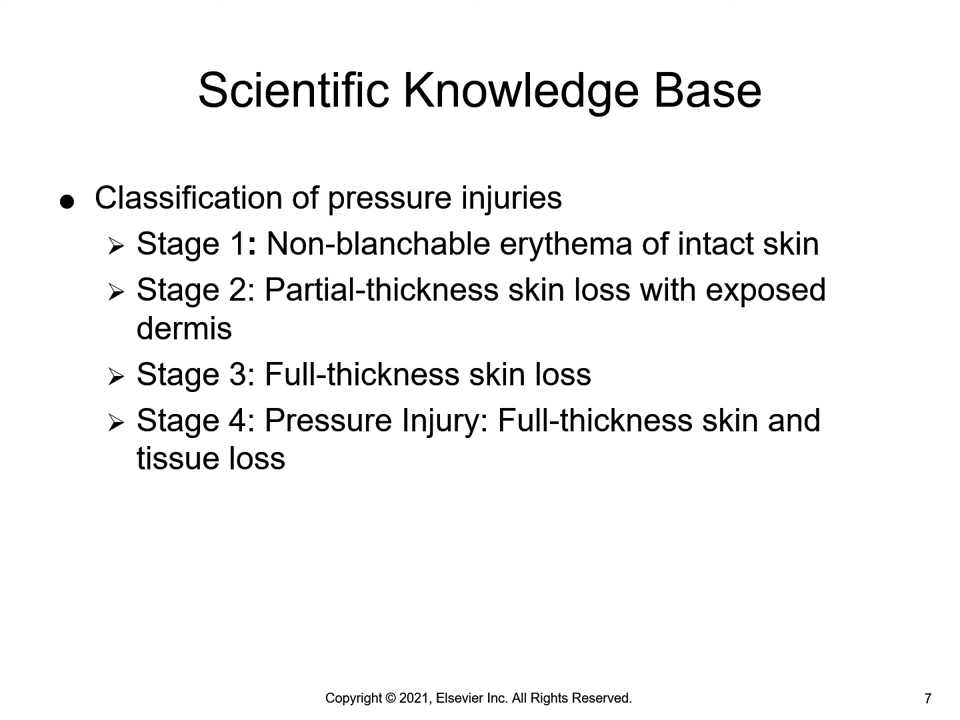 Scientific Knowledge Base
● Classification of pressure injuries
➢ Stage 1: Non-blanchable erythema of intact skin
➢ Stage 2: Partial-thickness skin loss with exposed
dermis
➢ Stage 3: Full-thickness skin loss
➢ Stage 4: Pressure Injury: Full-thickness skin and
tissue loss
Copyright © 2021, Elsevier Inc. All Rights Reserved.
7